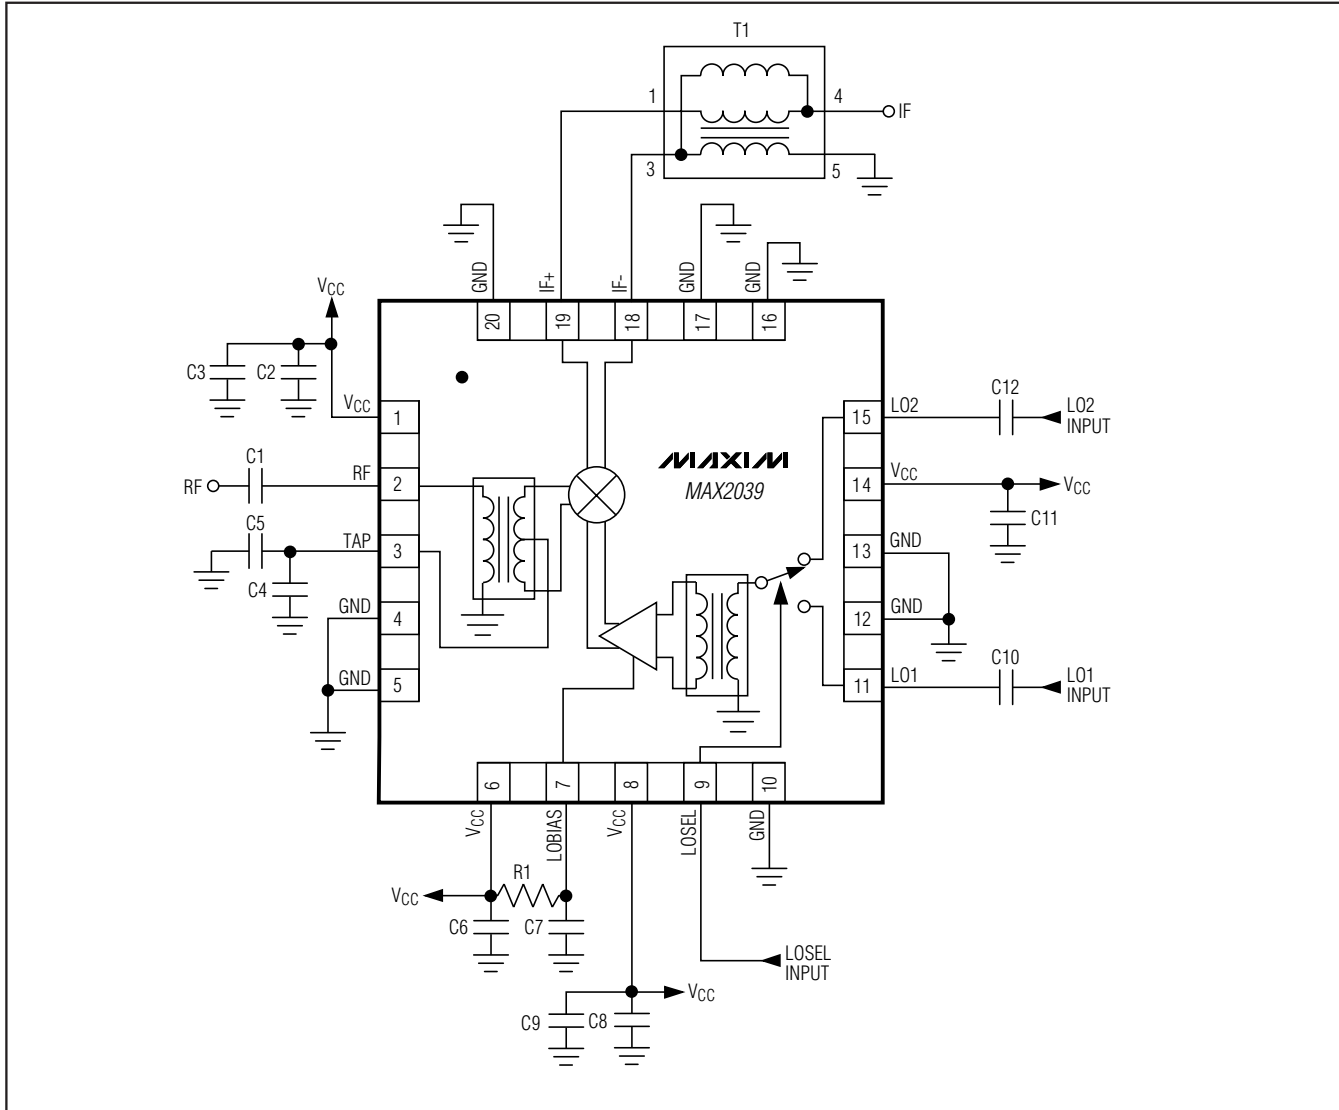 T1
1
4
IF
3
5
GND
IF+
IF-
GND
GND
VCC
20
19
18
17
16
C3
C2
VCC
1
C12
15
LO2
LO2
INPUT
MAXIM
MAX2039
C1
RF
RF
2
14
VCC
VCC
C11
C5
TAP
3
13
GND
C4
GND
4
12
GND
C10
GND
5
11
LO1
LO1
INPUT
6
7
8
9
10
VCC
LOBIAS
VCC
LOSEL
GND
R1
VCC
C6
C7
LOSEL
INPUT
VCC
C9
C8